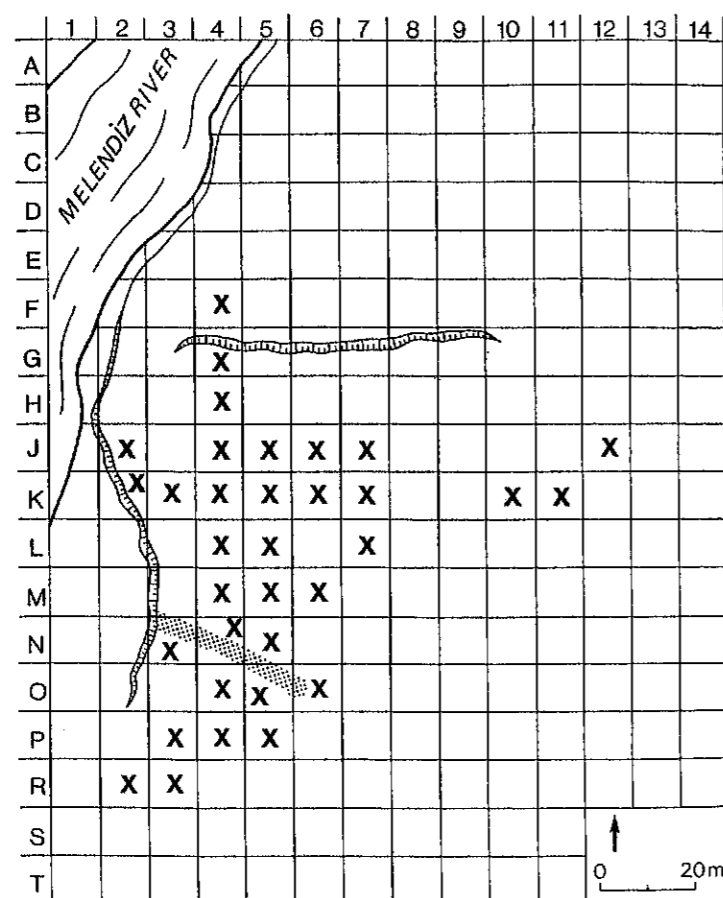 1 2 3 4 5 6 7 8 9 10 11 12 13 14
A
MELENDİZ RIVER
B
C
D
E
F X
G X
H X
J X X X X X X
K X X X X X X X X X
L X X X
M X X X
N X X X
O X X X
P X X X
R X X
S
T
0 20m